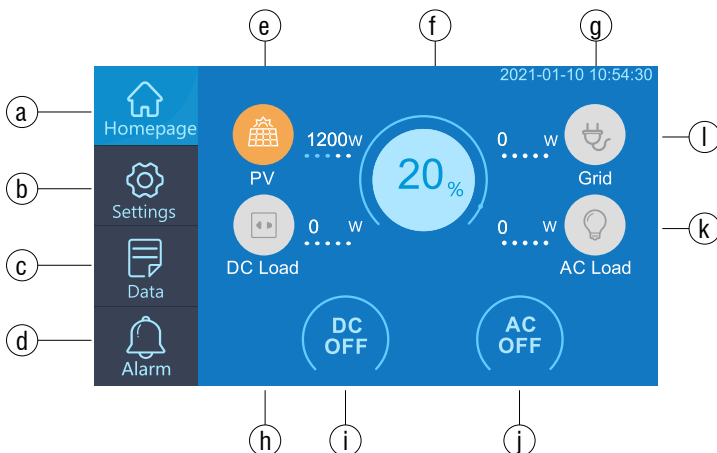 e
f
g
2021-01-10 10:54:30
a
Homepage
1200W
0 W
l
PV
20%
Grid
b
Settings
0 W
0 W
k
DC Load
AC Load
c
Data
DC
OFF
AC
OFF
d
Alarm
h
i
j